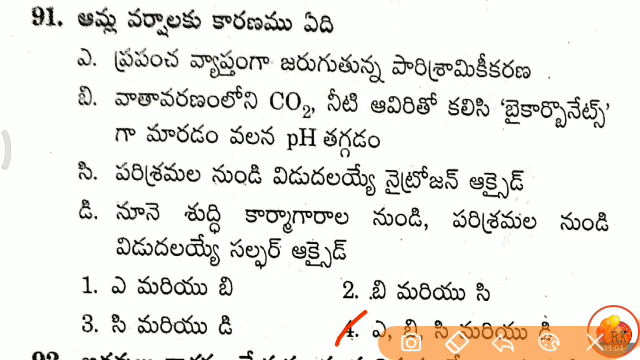 91. ఆమ్ల వర్షాలకు కారణము ఏది
ఎ. ప్రపంచ వ్యాప్తంగా జరుగుతున్న పారిశ్రామికీకరణ
బి. వాతావరణంలోని CO₂, నీటి ఆవిరితో కలిసి 'బైకార్బొనేట్స్'
గా మారడం వలన pH తగ్గడం
సి. పరిశ్రమల నుండి విడుదలయ్యే నైట్రోజన్ ఆక్సైడ్
డి. నూనె శుద్ధి కార్మాగారాల నుండి, పరిశ్రమల నుండి
విడుదలయ్యే సల్ఫర్ ఆక్సైడ్
1. ఎ మరియు బి 2. బి మరియు సి
3. సి మరియు డి 4. ఎ, బి, సి మరియు డి